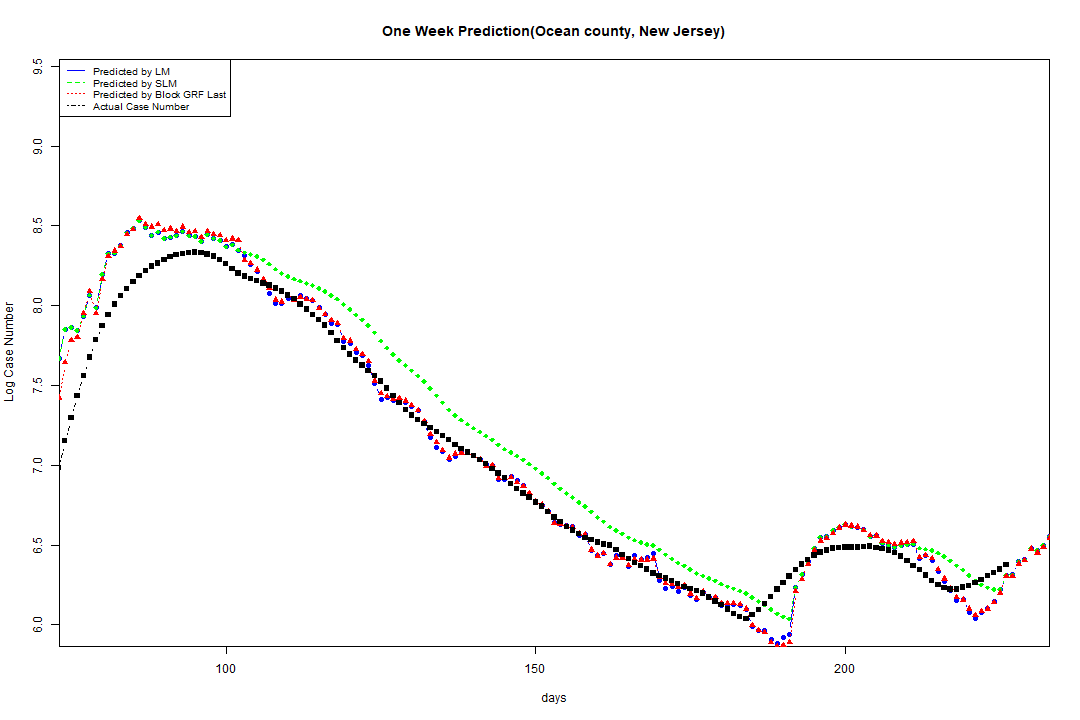 One Week Prediction(Ocean county, New Jersey)
Predicted by LM
Predicted by SLM
Predicted by Block GRF Last
Actual Case Number
9.5
9.0
8.5
8.0
7.5
7.0
6.5
6.0
Log Case Number
100 150 200
days